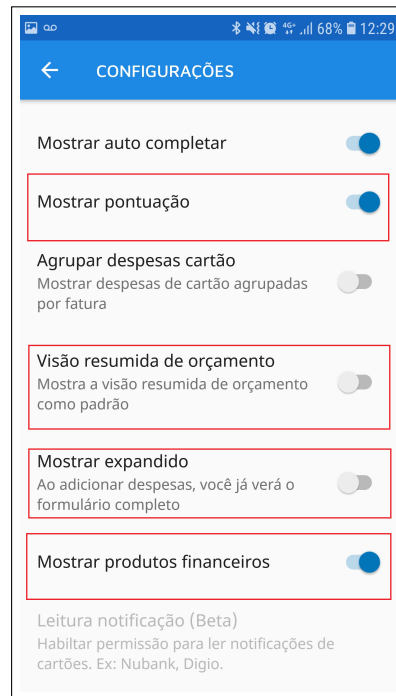 4G+ 68% 12:29
CONFIGURAÇÕES
Mostrar auto completar
Mostrar pontuação
Agrupar despesas cartão
Mostrar despesas de cartão agrupadas
por fatura
Visão resumida de orçamento
Mostra a visão resumida de orçamento
como padrão
Mostrar expandido
Ao adicionar despesas, você já verá o
formulário completo
Mostrar produtos financeiros
Leitura notificação (Beta)
Habiltar permissão para ler notificações de
cartões. Ex: Nubank, Digio.